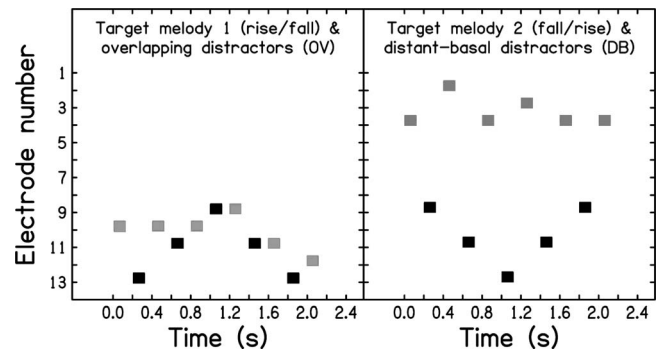 Target melody 1 (rise/fall) &
overlapping distractors (OV)
Target melody 2 (fall/rise) &
distant-basal distractors (DB)
Electrode number
1
3
5
7
9
11
13
0.0 0.4 0.8 1.2 1.6 2.0 2.4
0.0 0.4 0.8 1.2 1.6 2.0 2.4
Time (s)
Time (s)